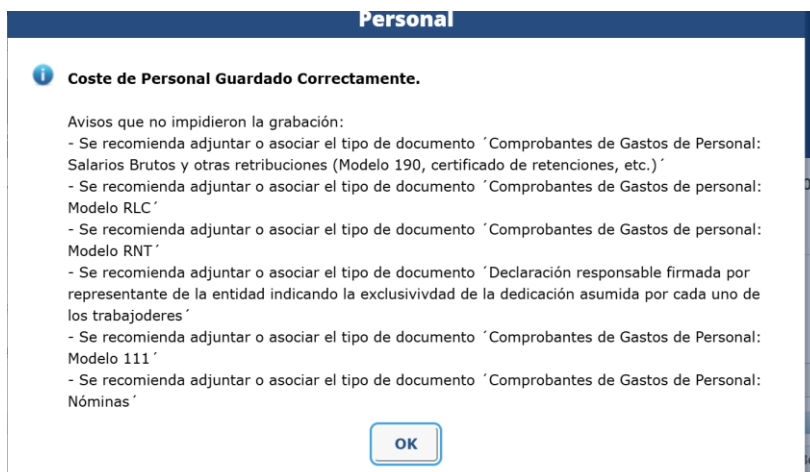 Personal
Coste de Personal Guardado Correctamente.
Avisos que no impidieron la grabación:
- Se recomienda adjuntar o asociar el tipo de documento ´Comprobantes de Gastos de Personal:
Salarios Brutos y otras retribuciones (Modelo 190, certificado de retenciones, etc.)´
- Se recomienda adjuntar o asociar el tipo de documento ´Comprobantes de Gastos de personal:
Modelo RLC´
- Se recomienda adjuntar o asociar el tipo de documento ´Comprobantes de Gastos de personal:
Modelo RNT´
- Se recomienda adjuntar o asociar el tipo de documento ´Declaración responsable firmada por
representante de la entidad indicando la exclusivivdad de la dedicación asumida por cada uno de
los trabajoderes´
- Se recomienda adjuntar o asociar el tipo de documento ´Comprobantes de Gastos de Personal:
Modelo 111´
- Se recomienda adjuntar o asociar el tipo de documento ´Comprobantes de Gastos de Personal:
Nóminas´
OK